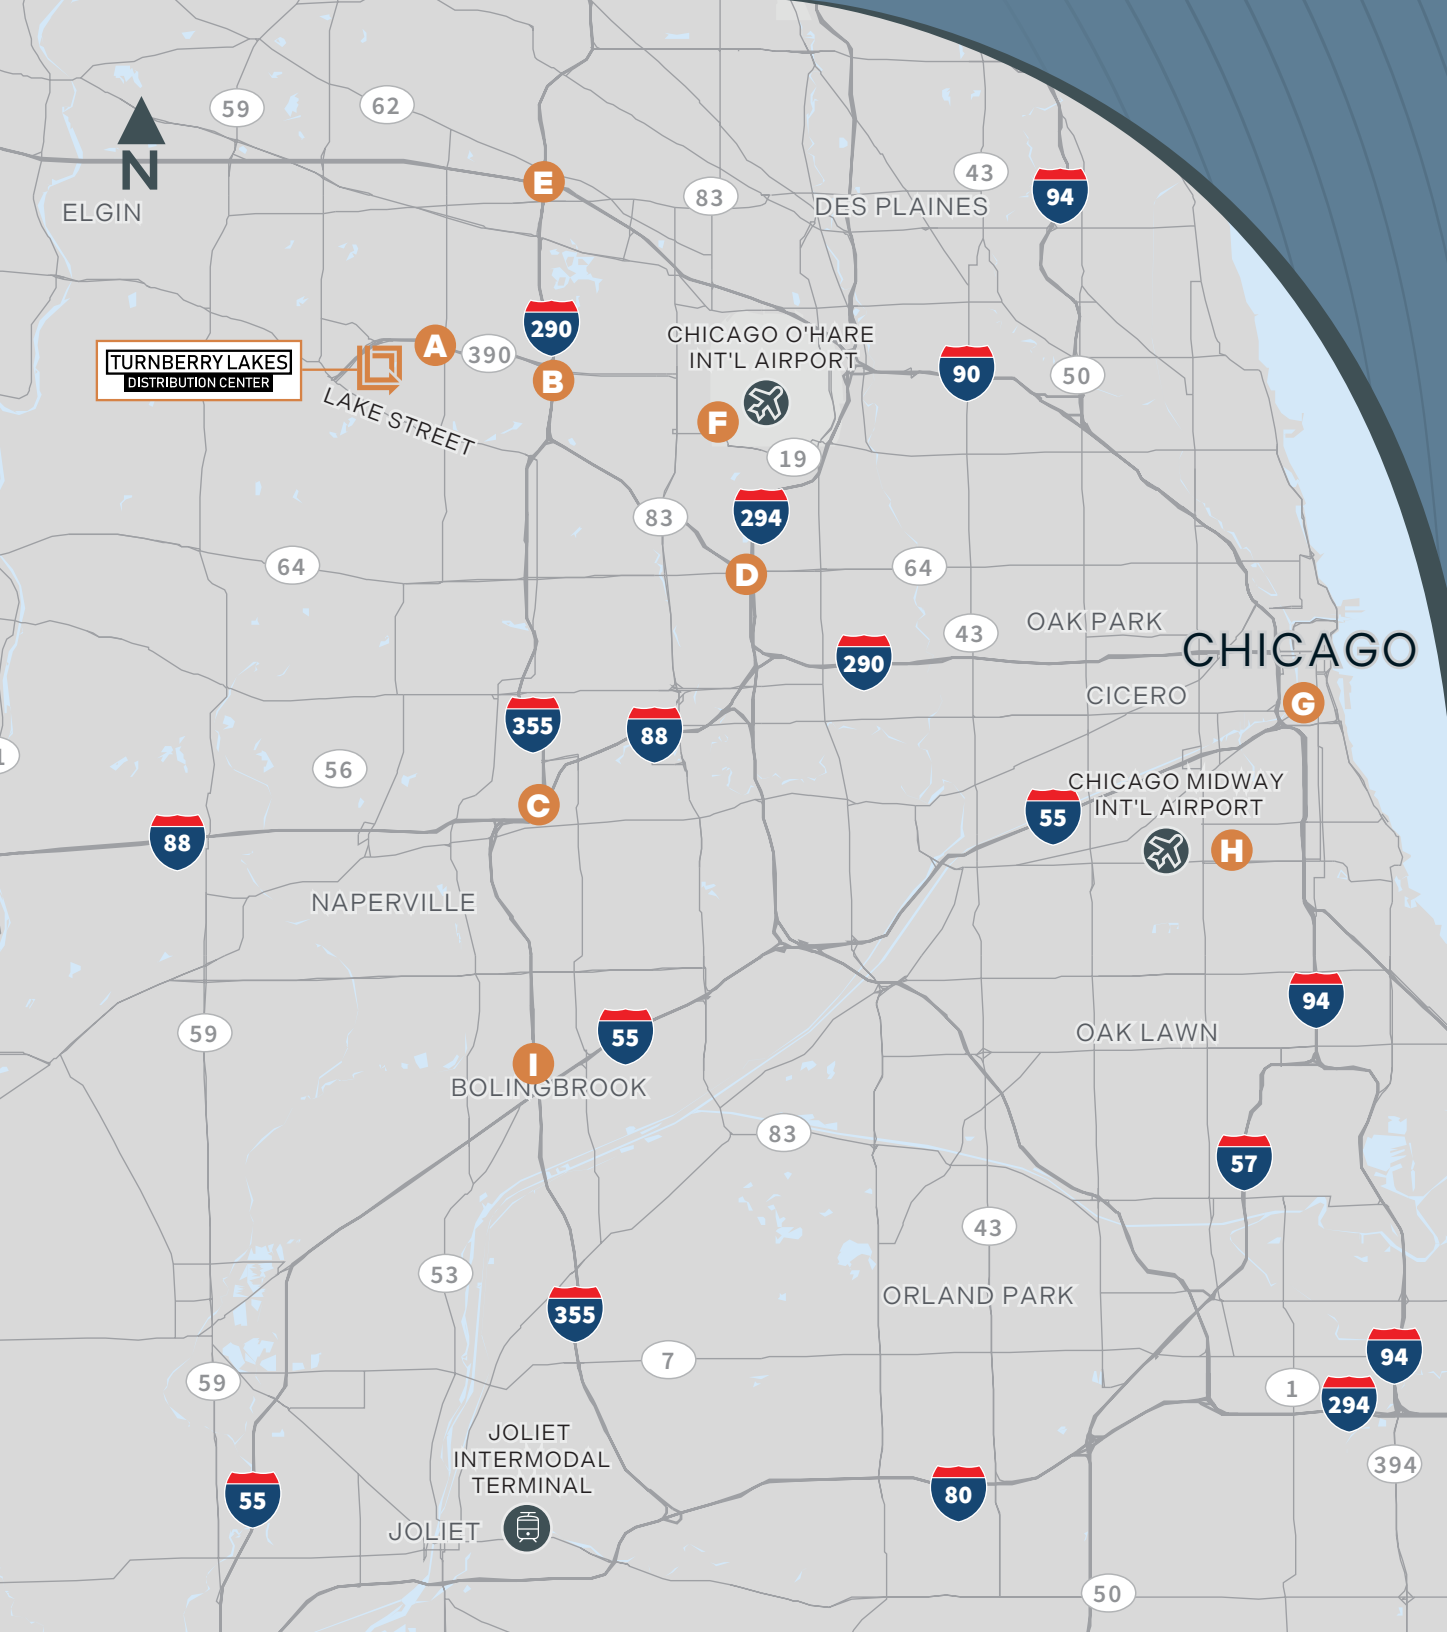 59
62
N
ELGIN
E
83
43
DES PLAINES
94
290
A
390
B
TURNBERRY LAKES
DISTRIBUTION CENTER
LAKE STREET
CHICAGO O'HARE
INT'L AIRPORT
F
19
90
50
83
294
64
D
64
43
OAK PARK
290
CHICAGO
CICERO
G
355
88
56
C
88
1
CHICAGO MIDWAY
INT'L AIRPORT
55
H
NAPERVILLE
59
55
I
BOLINGBROOK
94
OAK LAWN
83
57
43
53
ORLAND PARK
355
7
59
94
1
294
394
JOLIET
INTERMODAL
TERMINAL
55
JOLIET
80
50